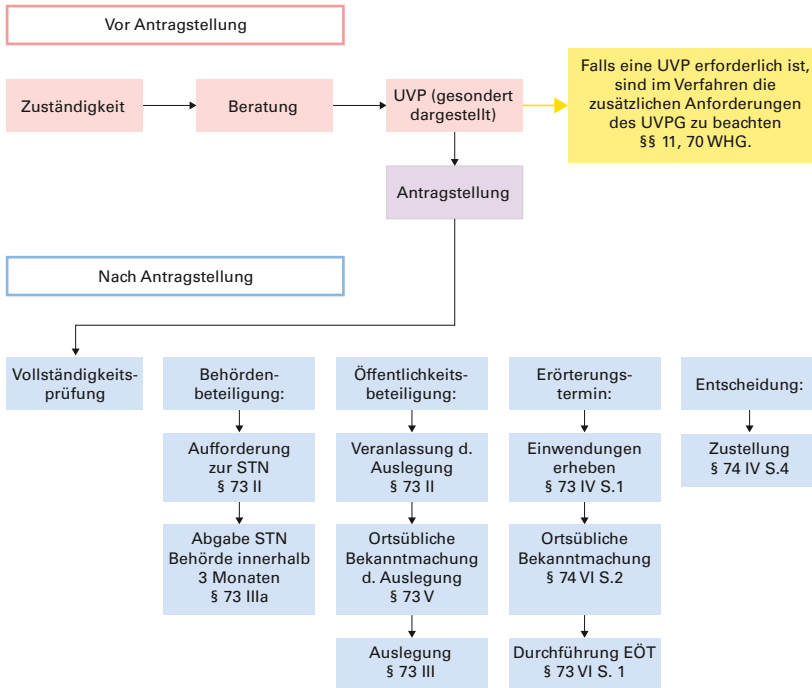 Vor Antragstellung
Zuständigkeit
Beratung
UVP (gesondert
dargestellt)
Falls eine UVP erforderlich ist,
sind im Verfahren die
zusätzlichen Anforderungen
des UVPG zu beachten
§§ 11, 70 WHG.
Antragstellung
Nach Antragstellung
Vollständigkeits-
prüfung
Behörden-
beteiligung:
Aufforderung
zur STN
§ 73 II
Abgabe STN
Behörde innerhalb
3 Monaten
§ 73 IIIa
Öffentlichkeits-
beteiligung:
Veranlassung d.
Auslegung
§ 73 II
Ortsübliche
Bekanntmachung
d. Auslegung
§ 73 V
Auslegung
§ 73 III
Erörterungs-
termin:
Einwendungen
erheben
§ 73 IV S.1
Ortsübliche
Bekanntmachung
§ 74 VI S.2
Durchführung EÖT
§ 73 VI S. 1
Entscheidung:
Zustellung
§ 74 IV S.4